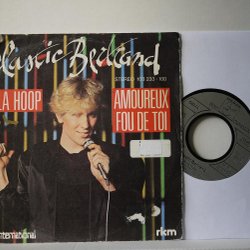 Plastic Bertrand
STEREO
LA HOOP
AMOUREUX
FOU DE TOI
international
rkm